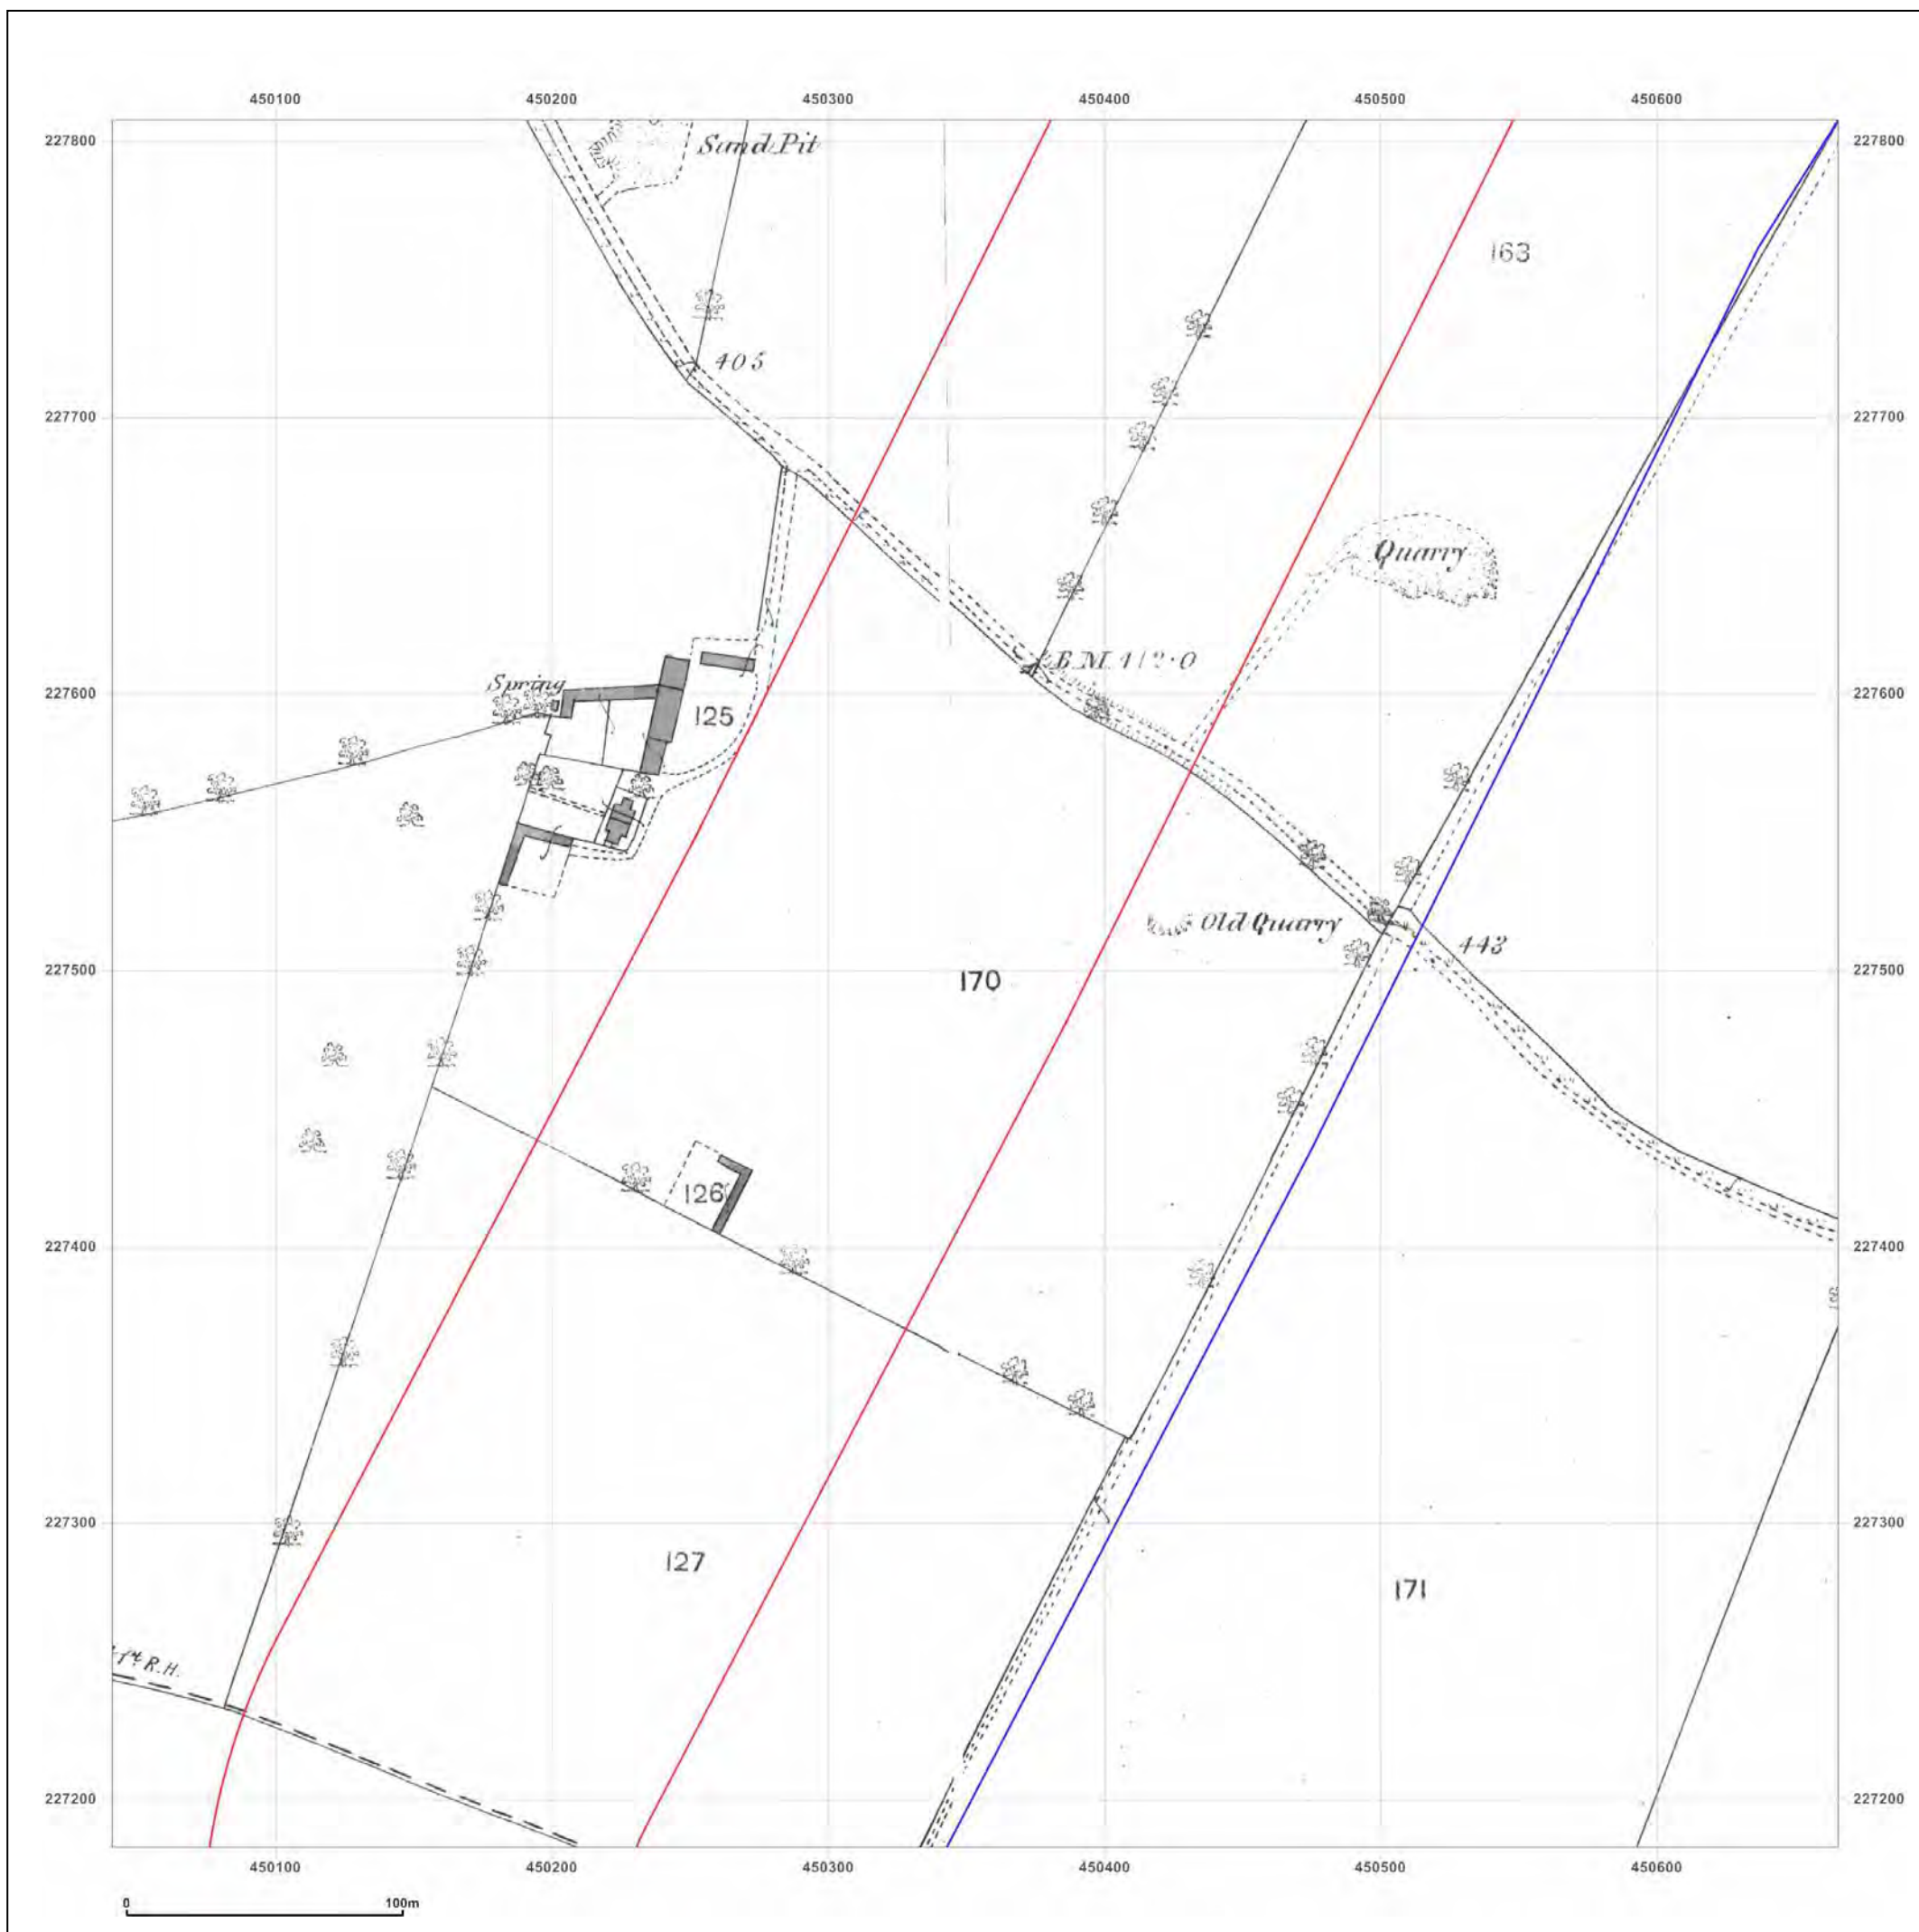 450100 450200 450300 450400 450500 450600
227800 Sand Pit 227800
163
405
227700 227700
Quarry
B.M. 412·0
Spring
227600 125 227600
Old Quarry 443
227500 170 227500
126
227400 227400
227300 227300
127 171
ft. R.H.
227200 227200
450100 450200 450300 450400 450500 450600
0 100m